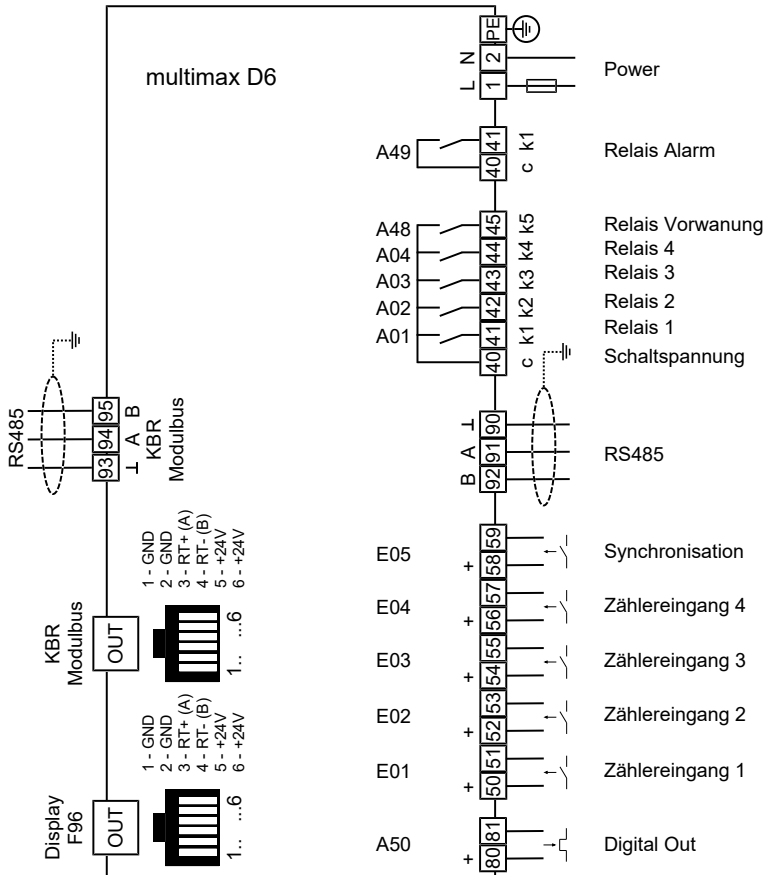 multimax D6
PE
N 2
L 1
Power
A49
41 k1
40 c
Relais Alarm
A48 45 k5 Relais Vorwanung
A04 44 k4 Relais 4
A03 43 k3 Relais 3
A02 42 k2 Relais 2
A01 41 k1 Relais 1
40 c Schaltspannung
RS485
95 B
94 A
93 ⊥
KBR
Modulbus
⊥ 90
A 91
B 92
RS485
E05
59
+ 58
Synchronisation
E04
57
+ 56
Zählereingang 4
E03
55
+ 54
Zählereingang 3
E02
53
+ 52
Zählereingang 2
E01
51
+ 50
Zählereingang 1
A50
81
+ 80
Digital Out
KBR
Modulbus
OUT
1 - GND
2 - GND
3 - RT+ (A)
4 - RT- (B)
5 - +24V
6 - +24V
1.. ...6
Display
F96
OUT
1 - GND
2 - GND
3 - RT+ (A)
4 - RT- (B)
5 - +24V
6 - +24V
1.. ...6